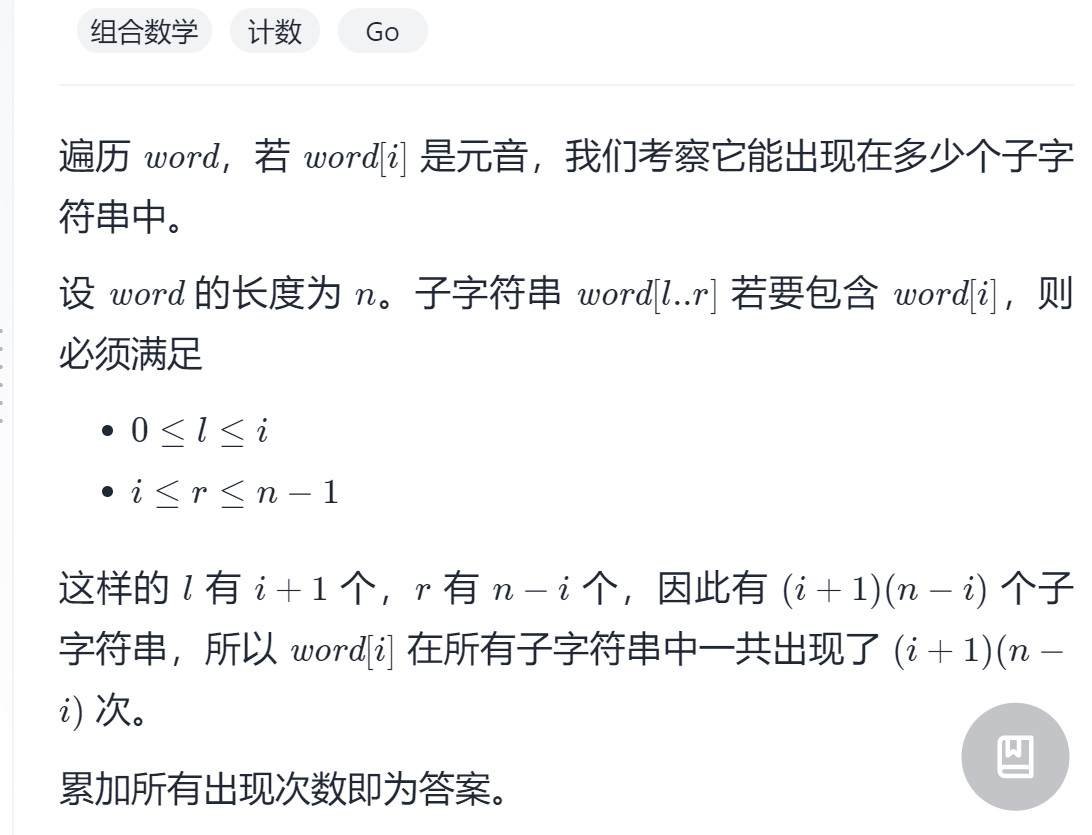 组合数学 计数 Go
遍历 word，若 word[i] 是元音，我们考察它能出现在多少个子字
符串中。
设 word 的长度为 n。子字符串 word[l..r] 若要包含 word[i]，则
必须满足
• 0 ≤ l ≤ i
• i ≤ r ≤ n − 1
这样的 l 有 i + 1 个，r 有 n − i 个，因此有 (i + 1)(n − i) 个子
字符串，所以 word[i] 在所有子字符串中一共出现了 (i + 1)(n −
i) 次。
累加所有出现次数即为答案。